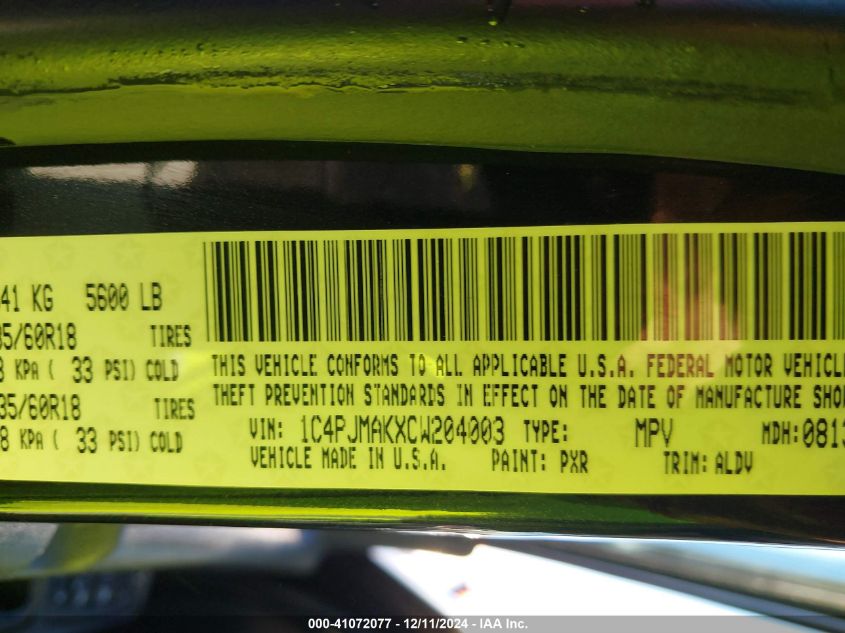 41 KG 5600 LB
/60R18 TIRES
KPA ( 33 PSI) COLD
35/60R18 TIRES
8 KPA ( 33 PSI) COLD
THIS VEHICLE CONFORMS TO ALL APPLICABLE U.S.A. FEDERAL MOTOR VEHICLE
THEFT PREVENTION STANDARDS IN EFFECT ON THE DATE OF MANUFACTURE SHO
VIN: 1C4PJMAKXCW204003 TYPE: MPV MDH: 081
VEHICLE MADE IN U.S.A. PAINT: PXR TRIM: ALDV
000-41072077 - 12/11/2024 - IAA Inc.